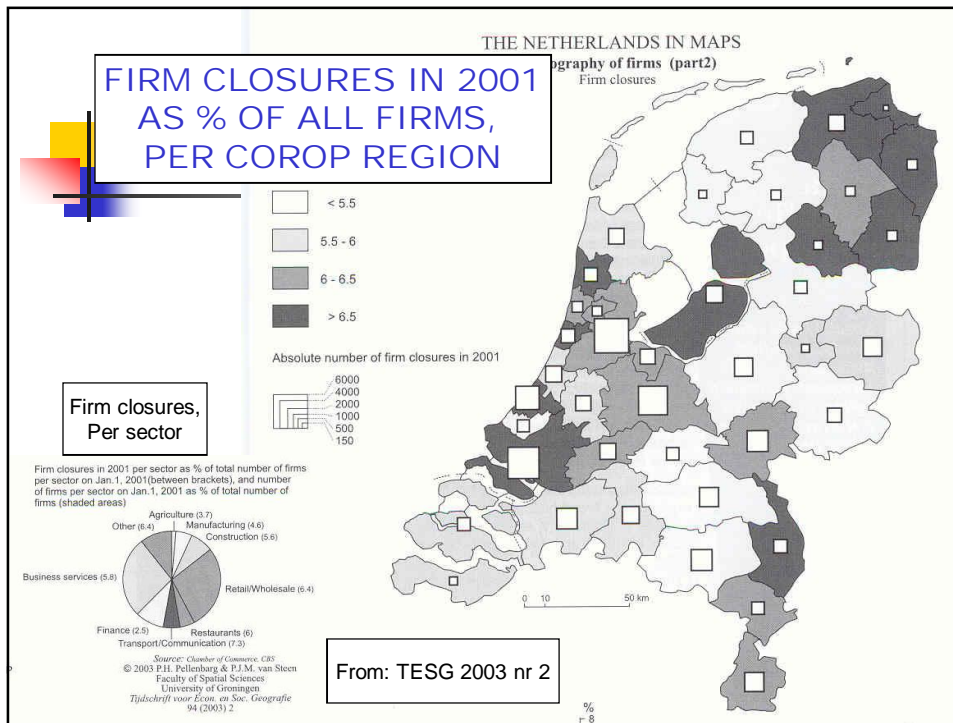 THE NETHERLANDS IN MAPS
ography of firms (part2)
Firm closures
FIRM CLOSURES IN 2001
AS % OF ALL FIRMS,
PER COROP REGION
< 5.5
5.5 - 6
6 - 6.5
> 6.5
Absolute number of firm closures in 2001
6000
4000
2000
1000
500
150
Firm closures,
Per sector
Firm closures in 2001 per sector as % of total number of firms
per sector on Jan.1, 2001(between brackets), and number
of firms per sector on Jan.1, 2001 as % of total number of
firms (shaded areas)
Agriculture (3.7)
Other (6.4)
Manufacturing (4.6)
Construction (5.6)
Business services (5.8)
Retail/Wholesale (6.4)
Finance (2.5)
Restaurants (6)
Transport/Communication (7.3)
Source: Chamber of Commerce, CBS
© 2003 P.H. Pellenbarg & P.J.M. van Steen
Faculty of Spatial Sciences
University of Groningen
Tijdschrift voor Econ. en Soc. Geografie
94 (2003) 2
0 10 50 km
From: TESG 2003 nr 2
%
8